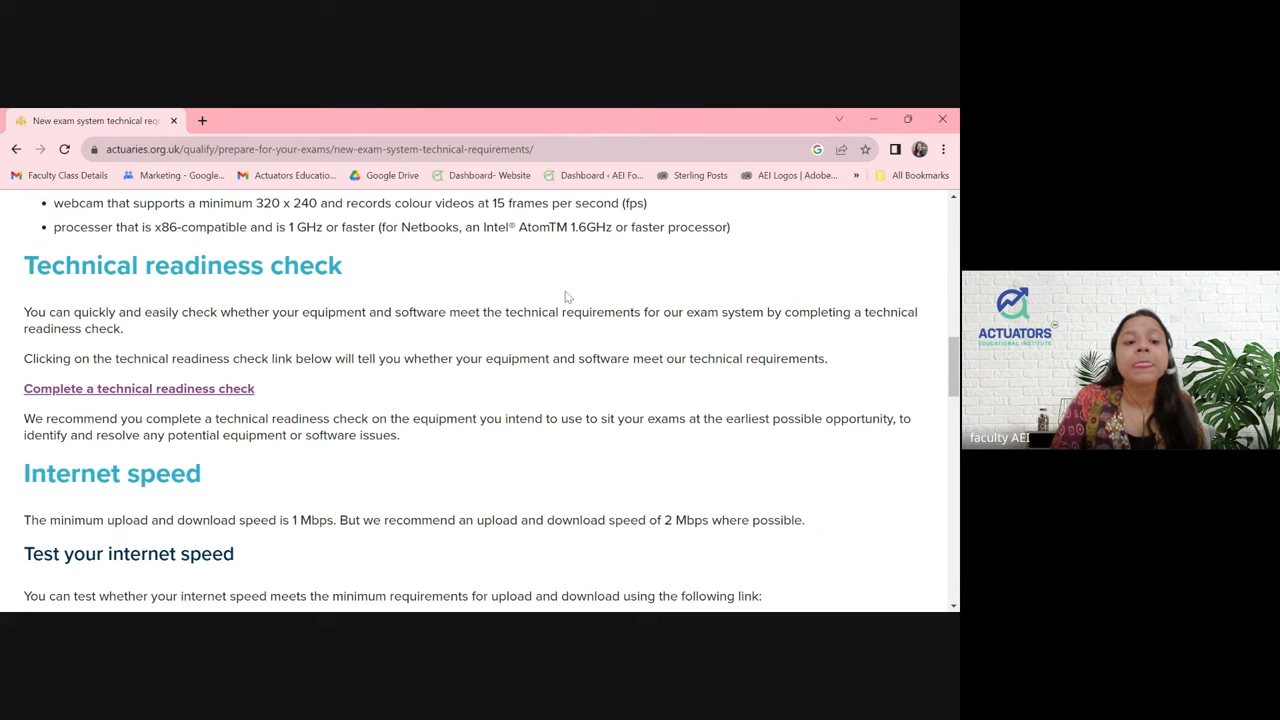 New exam system technical req
actuaries.org.uk/qualify/prepare-for-your-exams/new-exam-system-technical-requirements/
Faculty Class Details
Marketing - Google...
Actuators Educatio...
Google Drive
Dashboard- Website
Dashboard ‹ AEI Fo...
Sterling Posts
AEI Logos | Adobe...
»
All Bookmarks
• webcam that supports a minimum 320 x 240 and records colour videos at 15 frames per second (fps)
• processer that is x86-compatible and is 1 GHz or faster (for Netbooks, an Intel® AtomTM 1.6GHz or faster processor)
Technical readiness check
You can quickly and easily check whether your equipment and software meet the technical requirements for our exam system by completing a technical
readiness check.
Clicking on the technical readiness check link below will tell you whether your equipment and software meet our technical requirements.
Complete a technical readiness check
We recommend you complete a technical readiness check on the equipment you intend to use to sit your exams at the earliest possible opportunity, to
identify and resolve any potential equipment or software issues.
Internet speed
The minimum upload and download speed is 1 Mbps. But we recommend an upload and download speed of 2 Mbps where possible.
Test your internet speed
You can test whether your internet speed meets the minimum requirements for upload and download using the following link:
ACTUATORS
EDUCATIONAL INSTITUTE
faculty AEI